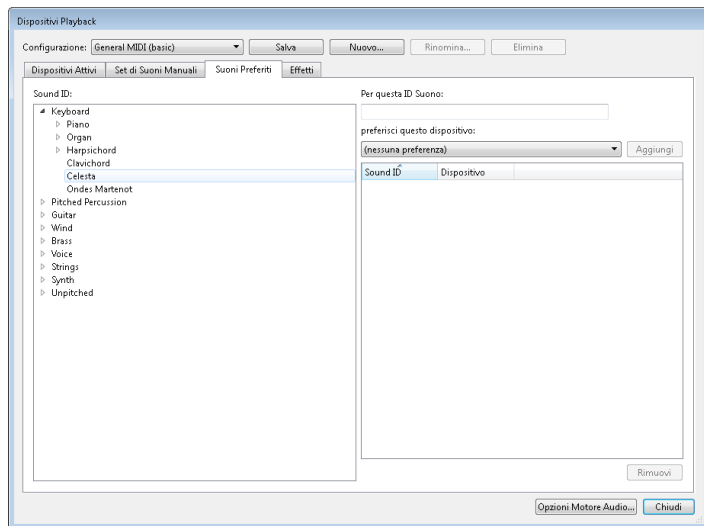 Dispositivi Playback
Configurazione: General MIDI (basic) Salva Nuovo... Rinomina... Elimina
Dispositivi Attivi Set di Suoni Manuali Suoni Preferiti Effetti
Sound ID: Per questa ID Suono:
Keyboard
Piano
Organ
Harpsichord
Clavichord
Celesta
Ondes Martenot
Pitched Percussion
Guitar
Wind
Brass
Voice
Strings
Synth
Unpitched
preferisci questo dispositivo:
(nessuna preferenza) Aggiungi
Sound ID Dispositivo
Rimuovi
Opzioni Motore Audio... Chiudi